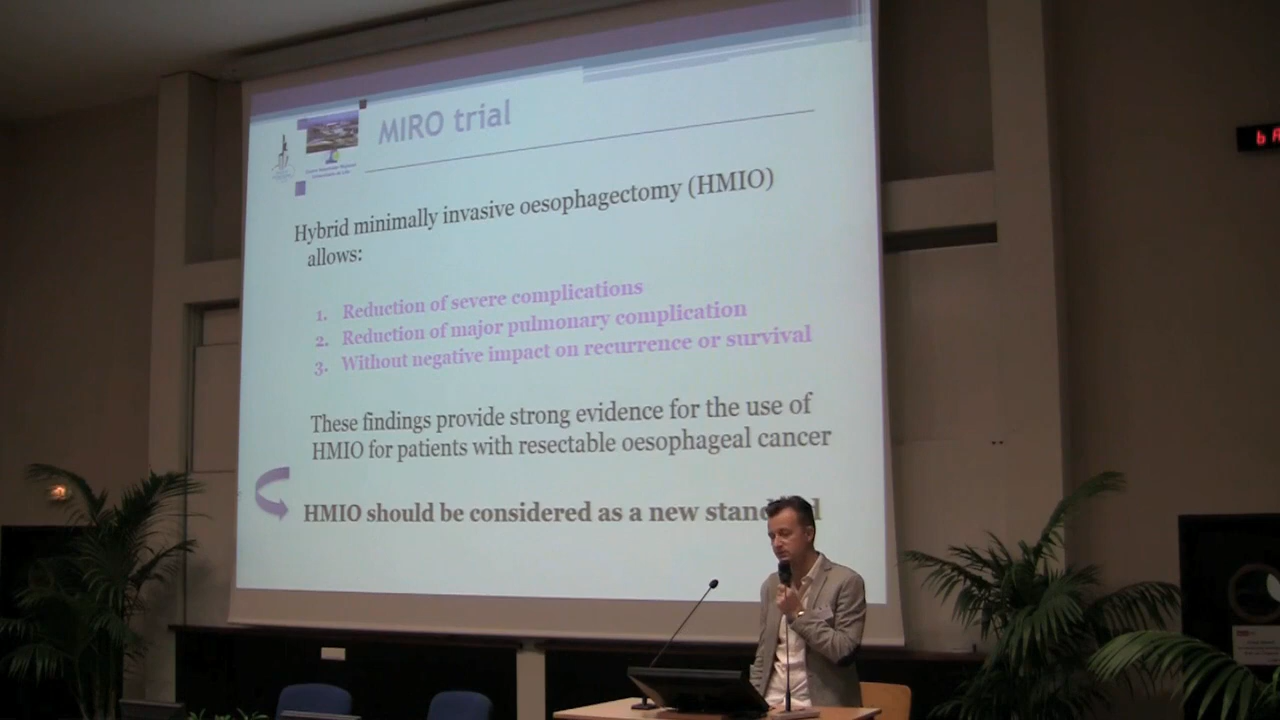 MIRO trial
Hybrid minimally invasive oesophagectomy (HMIO)
allows:
1. Reduction of severe complications
2. Reduction of major pulmonary complication
3. Without negative impact on recurrence or survival
These findings provide strong evidence for the use of
HMIO for patients with resectable oesophageal cancer
HMIO should be considered as a new